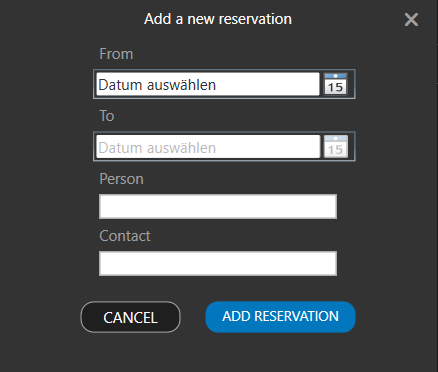 Add a new reservation
From
Datum auswählen
15
To
Datum auswählen
15
Person
Contact
CANCEL
ADD RESERVATION